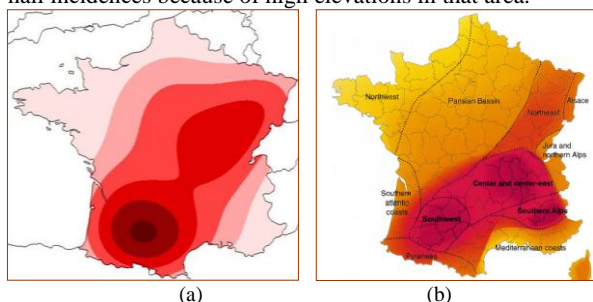 hail incidences because of high elevations in that area.
Northwest
Parisian Bassin
Northeast
Alsace
Jura and
northern Alps
Center and center-east
Southern
atlantic
coasts
Southwest
Southern Alps
Mediterranean coasts
Pyrenees
(a) (b)